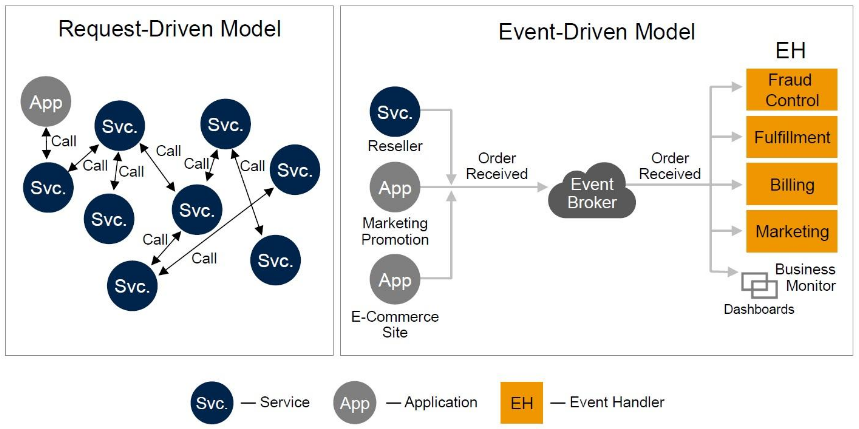 Request-Driven Model
App
Call
Svc.
Call
Svc.
Call
Svc.
Call
Svc.
Call
Svc.
Call
Svc.
Call
Svc.
Call
Svc.
Event-Driven Model
EH
Svc.
Reseller
App
Marketing
Promotion
App
E-Commerce
Site
Order
Received
Event
Broker
Order
Received
Fraud
Control
Fulfillment
Billing
Marketing
Business
Monitor
Dashboards
Svc.
— Service
App
— Application
EH
— Event Handler